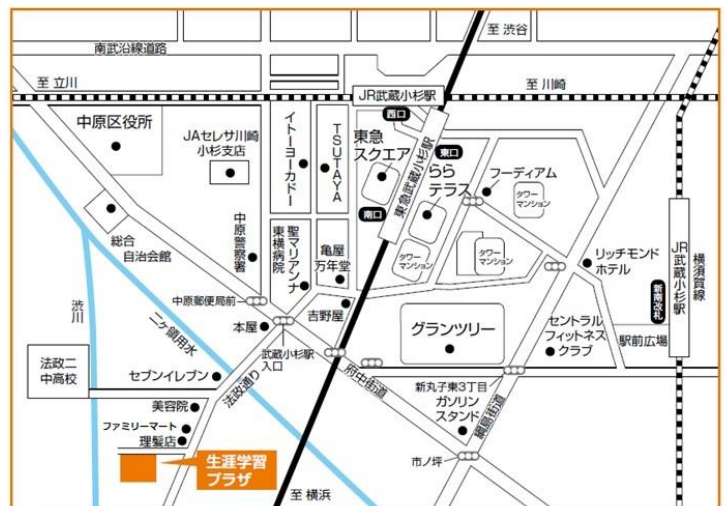 至 渋谷
南武沿線道路
至 立川
JR武蔵小杉駅
至 川崎
中原区役所
JAセレサ川崎
小杉支店
イトーヨーカドー
TSUTAYA
西口
東急
スクエア
東急武蔵小杉駅
東口
らら
テラス
フーディアム
タワー
マンション
南口
総合
自治会館
中原警察署
聖マリアンナ
東横病院
亀屋
万年堂
タワー
マンション
タワー
マンション
リッチモンド
ホテル
新南改札
JR武蔵小杉駅
横須賀線
中原郵便局前
吉野屋
渋川
二ヶ領用水
本屋
武蔵小杉駅
入口
グランツリー
セントラル
フィットネス
クラブ
駅前広場
法政二
中高校
セブンイレブン
法政通り
府中街道
新丸子東3丁目
ガソリン
スタンド
綱島街道
美容院
ファミリーマート
理髪店
生涯学習
プラザ
市ノ坪
至 横浜